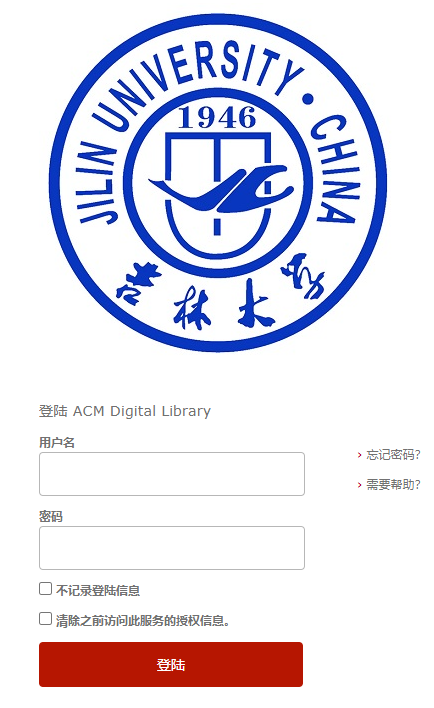 JILIN UNIVERSITY • CHINA
1946
吉林大学
登陆 ACM Digital Library
用户名
› 忘记密码?
› 需要帮助?
密码
不记录登陆信息
清除之前访问此服务的授权信息。
登陆